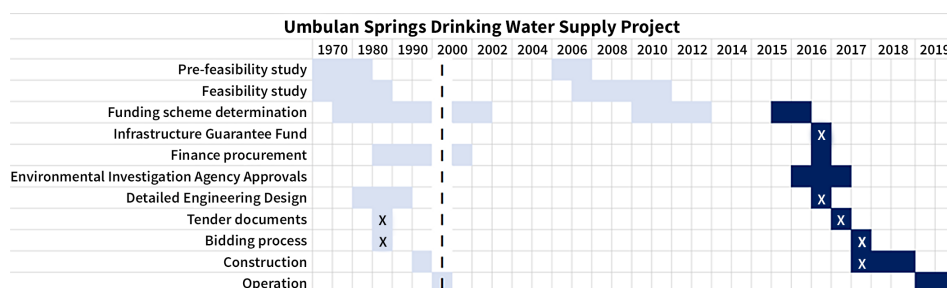 Umbulan Springs Drinking Water Supply Project
1970 1980 1990 2000 2002 2004 2006 2008 2010 2012 2014 2015 2016 2017 2018 2019
Pre-feasibility study
Feasibility study
Funding scheme determination
Infrastructure Guarantee Fund X
Finance procurement
Environmental Investigation Agency Approvals
Detailed Engineering Design X
Tender documents X X
Bidding process X X
Construction X
Operation